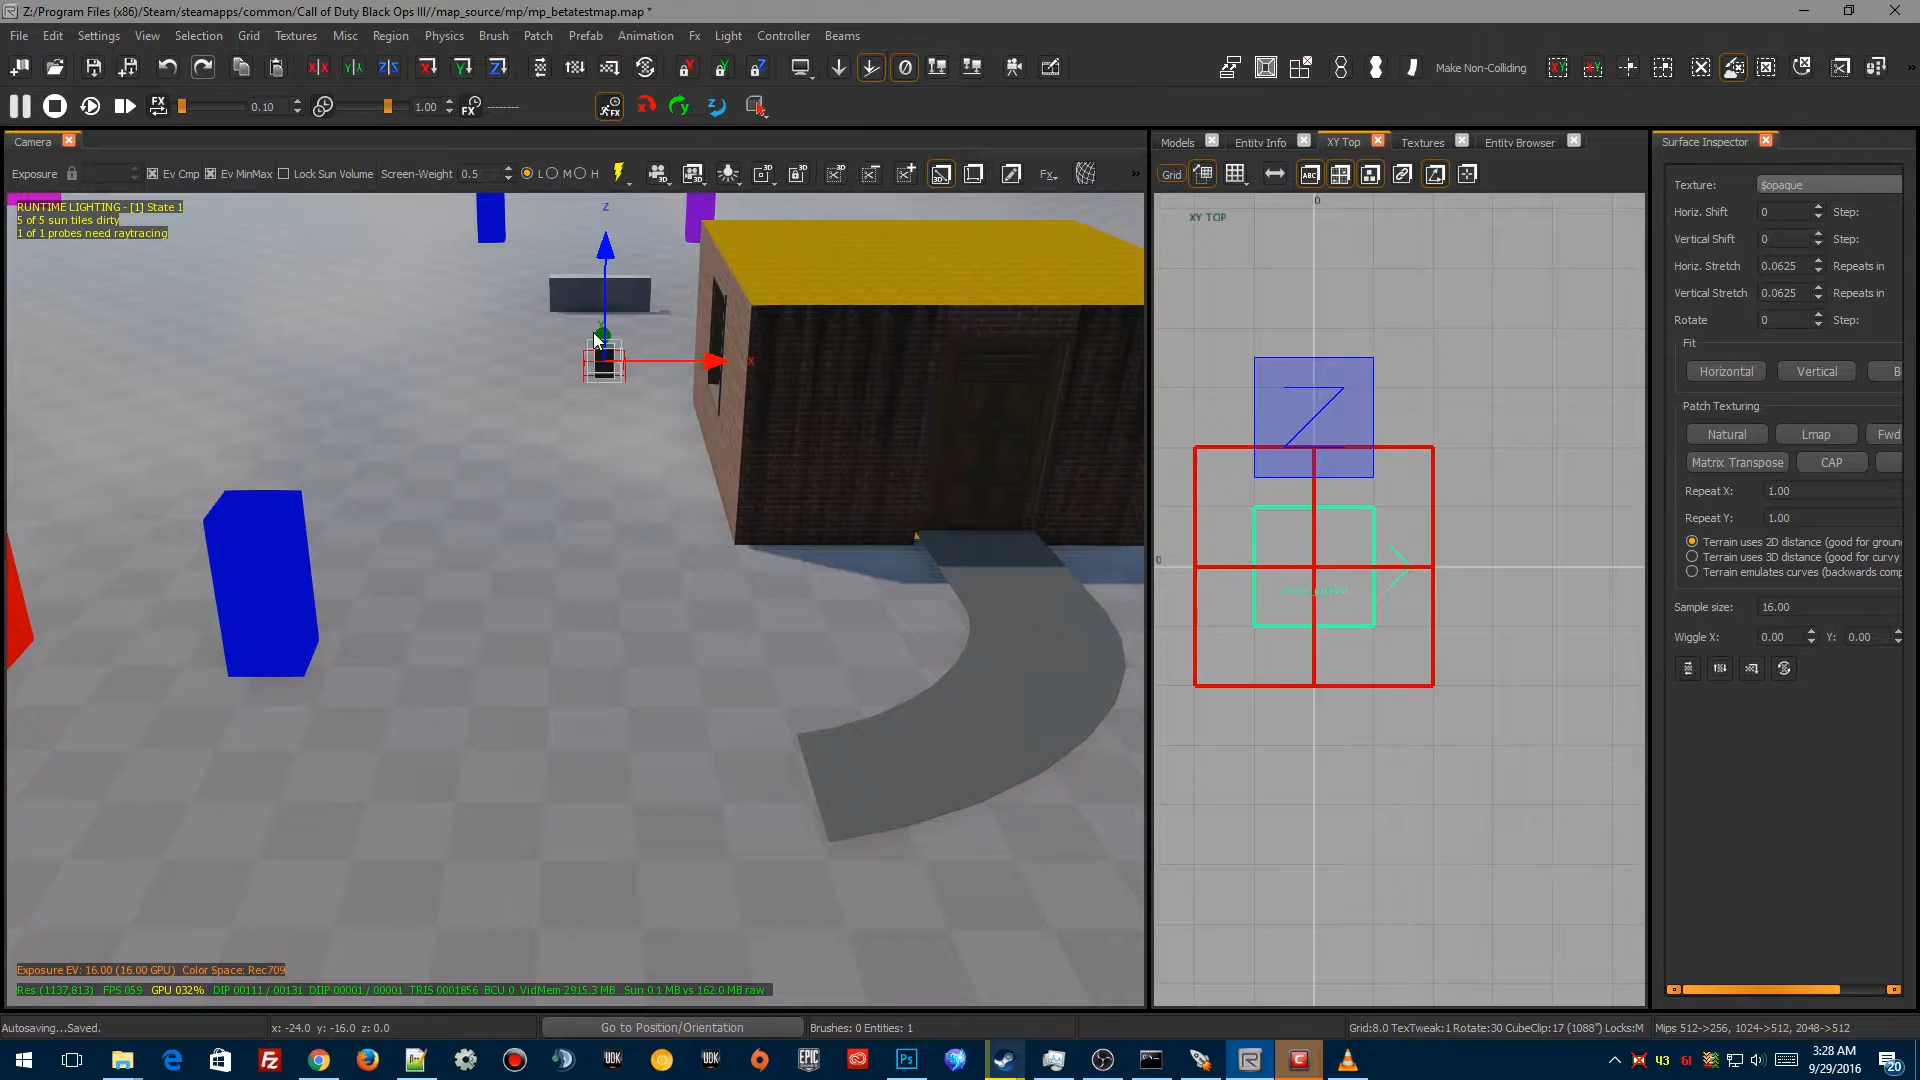 Z:/Program Files (x86)/Steam/steamapps/common/Call of Duty Black Ops III//map_source/mp/mp_betatestmap.map *
File Edit Settings View Selection Grid Textures Misc Region Physics Brush Patch Prefab Animation Fx Light Controller Beams
Make Non-Colliding
FX 0.10 1.00 FX --------
Camera
Models Entity Info XY Top Textures Entity Browser
Surface Inspector
Exposure Ev Cmp Ev MinMax Lock Sun Volume Screen-Weight 0.5 L M H Fx
Grid ABC
RUNTIME LIGHTING - [1] State 1
5 of 5 sun tiles dirty
1 of 1 probes need raytracing
Z
X
0
XY TOP
0
Z
Texture: $opaque
Horiz. Shift 0 Step:
Vertical Shift 0 Step:
Horiz. Stretch 0.0625 Repeats in
Vertical Stretch 0.0625 Repeats in
Rotate 0 Step:
Fit
Horizontal Vertical B
Patch Texturing
Natural Lmap Fwd
Matrix Transpose CAP
Repeat X: 1.00
Repeat Y: 1.00
Terrain uses 2D distance (good for groun
Terrain uses 3D distance (good for curvy
Terrain emulates curves (backwards comp
Sample size: 16.00
Wiggle X: 0.00 Y: 0.00
Exposure EV: 16.00 (16.00 GPU) Color Space: Rec709
Res (1137,813) FPS 059 GPU 032% DIP 00111 / 00131 DIIP 00001 / 00001 TRIS 0001856 BCU 0 VidMem 2915.3 MB Sun 0.1 MB vs 162.0 MB raw
Autosaving...Saved. x: -24.0 y: -16.0 z: 0.0 Go to Position/Orientation Brushes: 0 Entities: 1 Grid:8.0 TexTweak:1 Rotate:30 CubeClip:17 (1088") Locks:M Mips 512->256, 1024->512, 2048->512
UDK UDK EPIC GAMES Ps
3:28 AM
9/29/2016
20